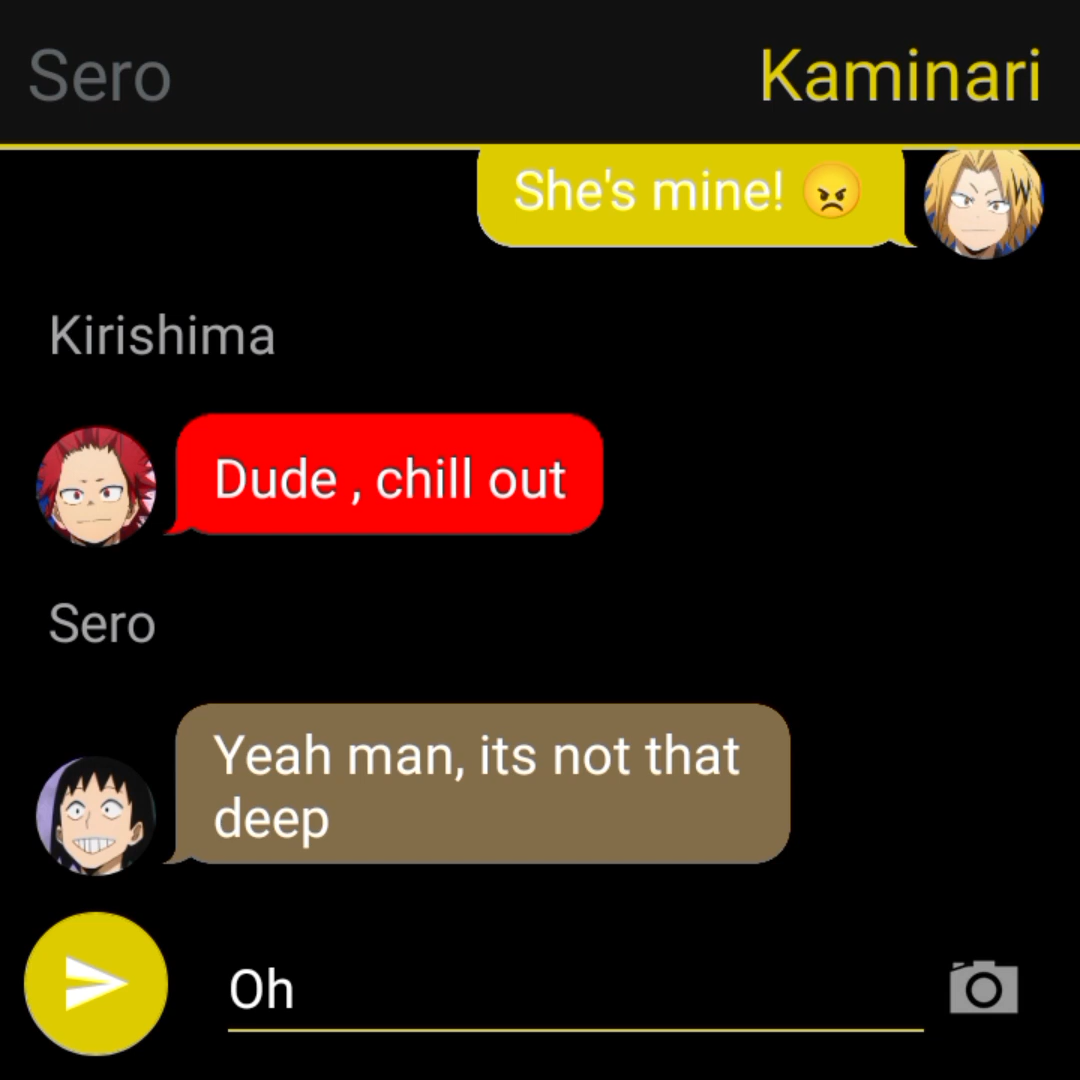 Sero Kaminari
She's mine! 😠
Kirishima
Dude , chill out
Sero
Yeah man, its not that
deep
Oh